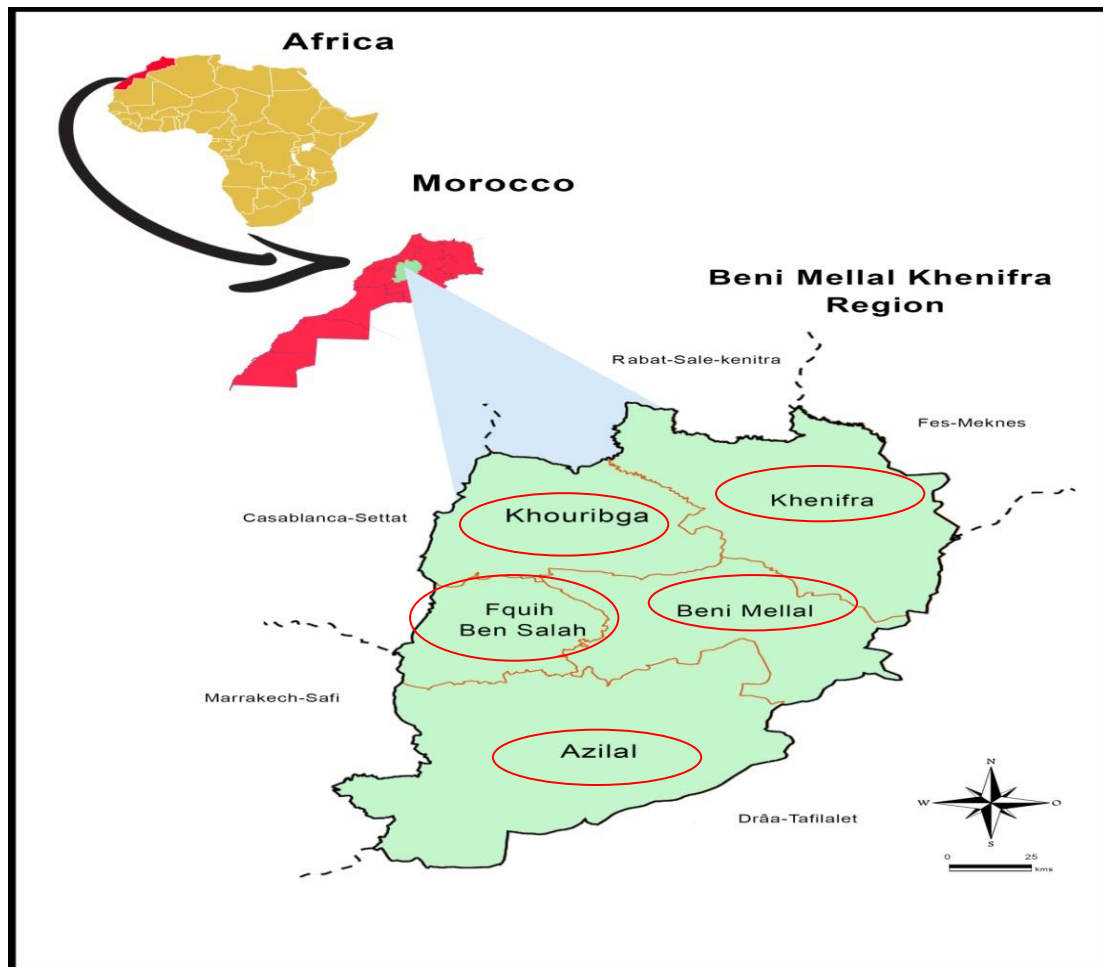 Africa
Morocco
Beni Mellal Khenifra
Region
Rabat-Sale-kenitra
Fes-Meknes
Khenifra
Casablanca-Settat
Khouribga
Fquih
Ben Salah
Beni Mellal
Marrakech-Safi
Azilal
Drâa-Tafilalet
N
W
O
S
0
25
kms